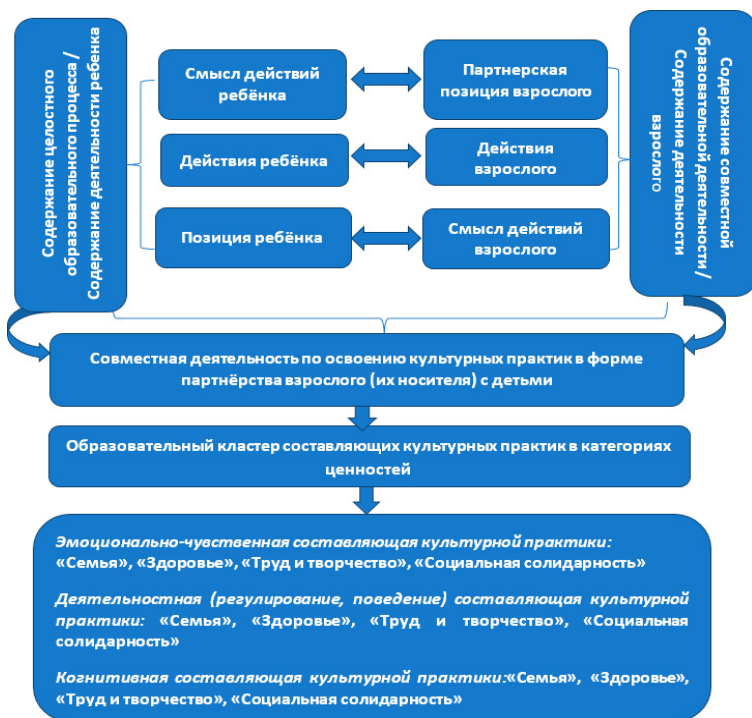 Содержание целостного
образовательного процесса /
Содержание деятельности ребенка
Смысл действий
ребёнка
Партнерская
позиция взрослого
Действия ребёнка
Действия
взрослого
Позиция ребёнка
Смысл действий
взрослого
Содержание совместной
образовательной деятельности /
Содержание деятельности
взрослого
Совместная деятельность по освоению культурных практик в форме
партнёрства взрослого (их носителя) с детьми
Образовательный кластер составляющих культурных практик в категориях
ценностей
Эмоционально-чувственная составляющая культурной практики:
«Семья», «Здоровье», «Труд и творчество», «Социальная солидарность»
Деятельностная (регулирование, поведение) составляющая культурной
практики: «Семья», «Здоровье», «Труд и творчество», «Социальная
солидарность»
Когнитивная составляющая культурной практики:«Семья», «Здоровье»,
«Труд и творчество», «Социальная солидарность»